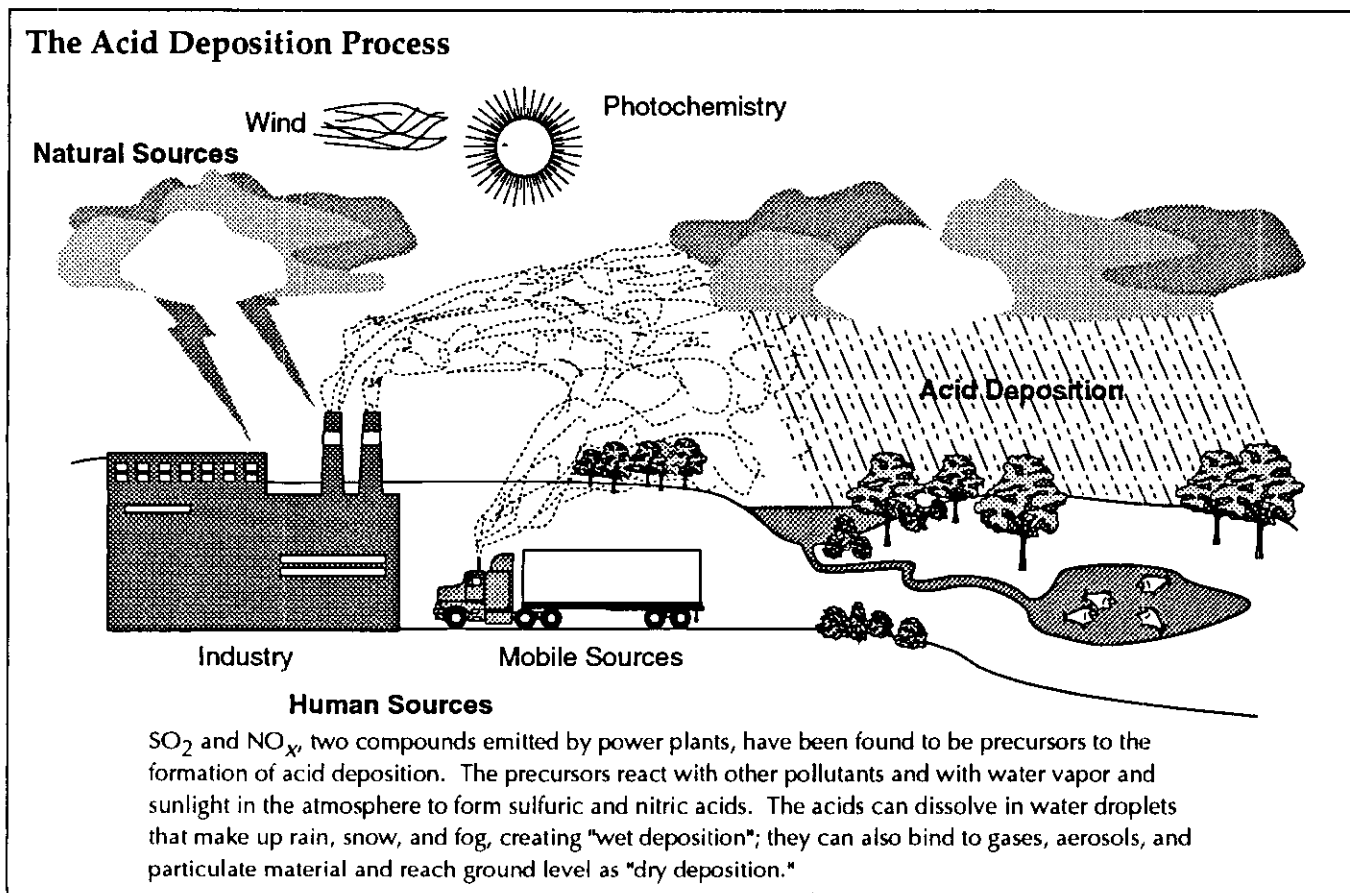 The Acid Deposition Process
Wind
Photochemistry
Natural Sources
Acid Deposition
Industry
Mobile Sources
Human Sources
SO₂ and NOₓ, two compounds emitted by power plants, have been found to be precursors to the
formation of acid deposition. The precursors react with other pollutants and with water vapor and
sunlight in the atmosphere to form sulfuric and nitric acids. The acids can dissolve in water droplets
that make up rain, snow, and fog, creating "wet deposition"; they can also bind to gases, aerosols, and
particulate material and reach ground level as "dry deposition."